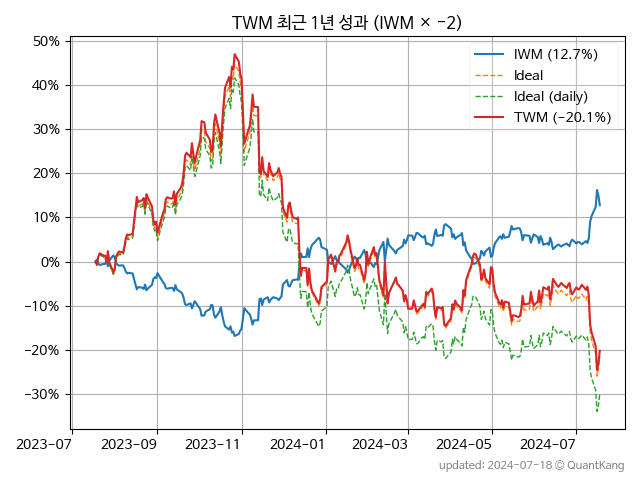 TWM 최근 1년 성과 (IWM × −2)
50%
40%
30%
20%
10%
0%
−10%
−20%
−30%
IWM (12.7%)
Ideal
Ideal (daily)
TWM (−20.1%)
2023-07 2023-09 2023-11 2024-01 2024-03 2024-05 2024-07
updated: 2024-07-18 © QuantKang